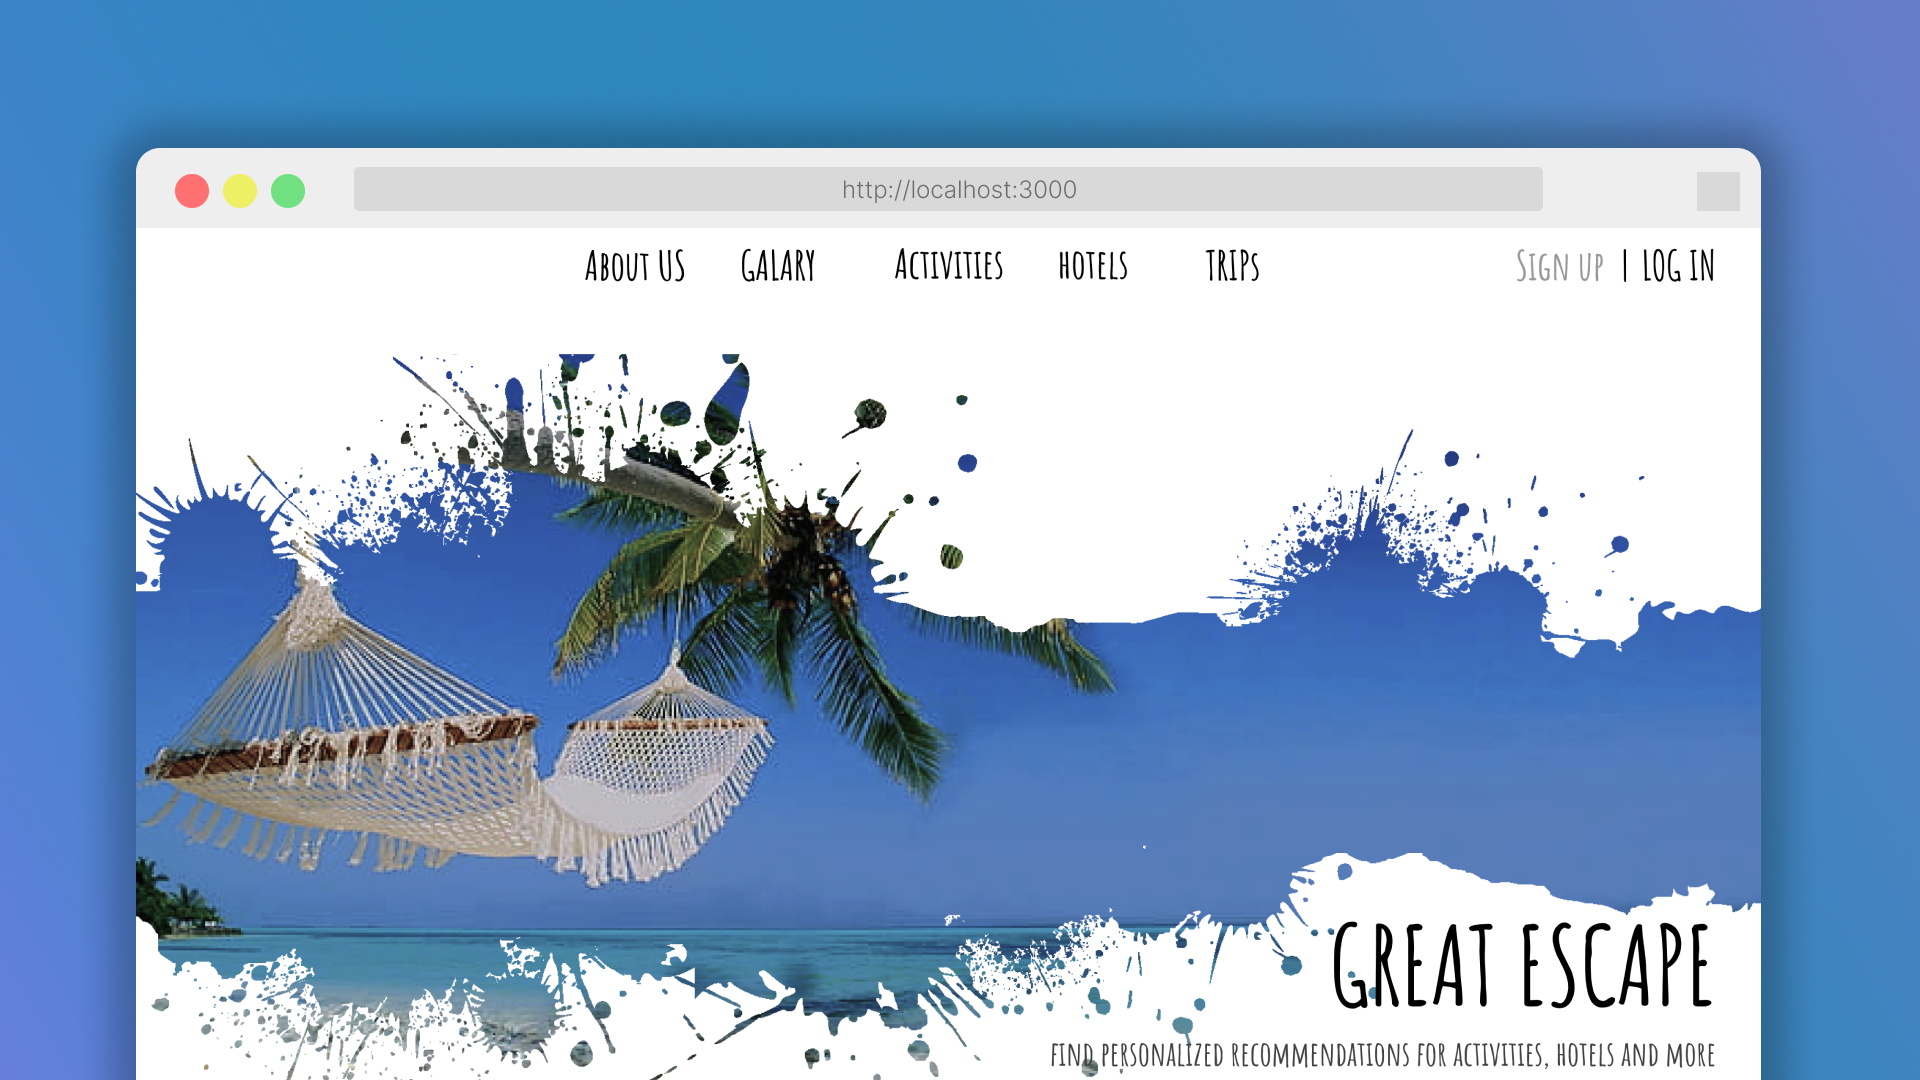 http://localhost:3000
About US GALARY Activities hotels TRIPs Sign up | LOG IN
GREAT ESCAPE
FIND PERSONALIZED RECOMMENDATIONS FOR ACTIVITIES, HOTELS AND MORE